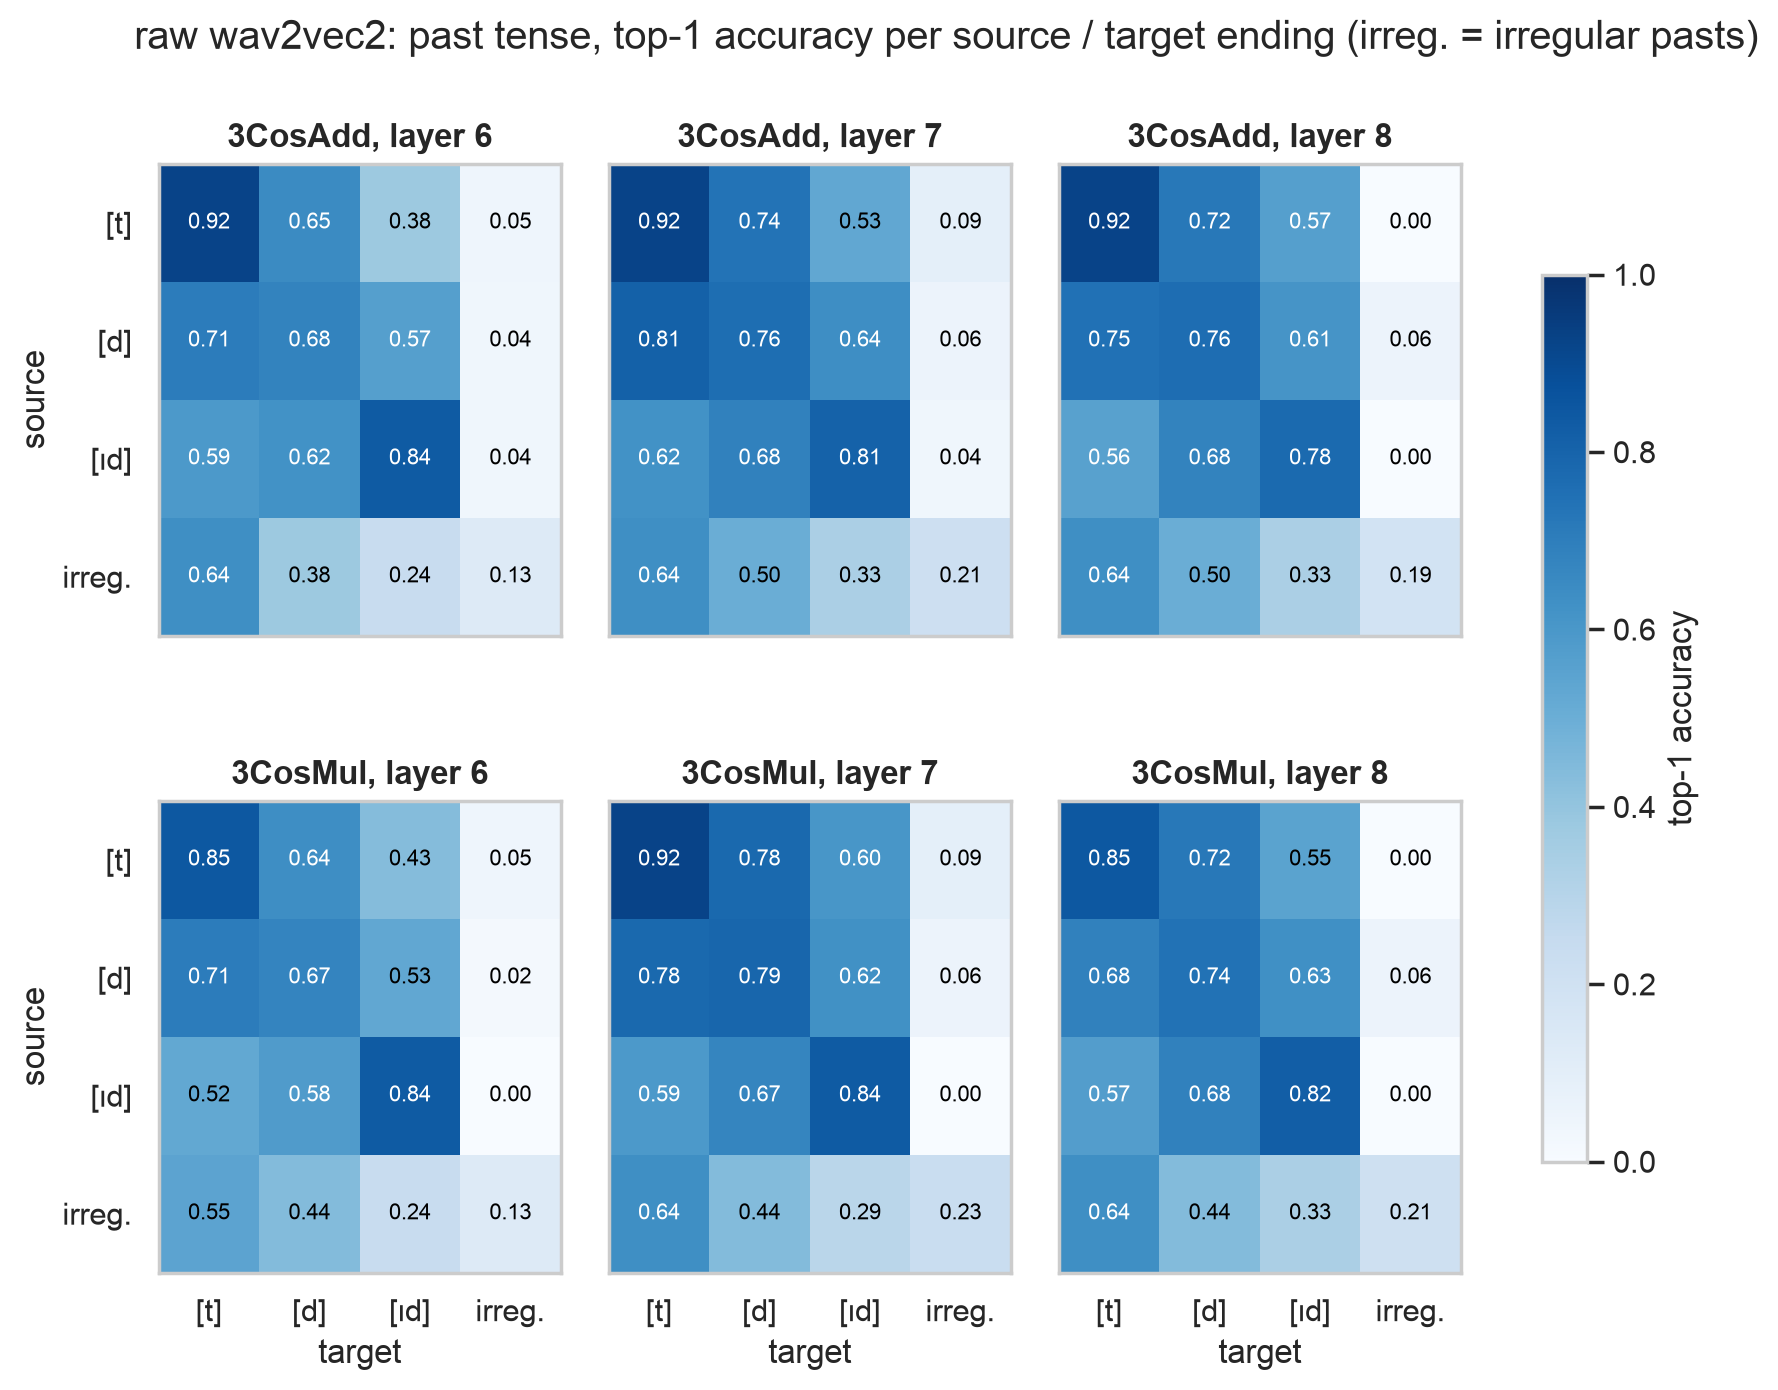 raw wav2vec2: past tense, top-1 accuracy per source / target ending (irreg. = irregular pasts)
3CosAdd, layer 6 3CosAdd, layer 7 3CosAdd, layer 8
[t] 0.92 0.65 0.38 0.05 0.92 0.74 0.53 0.09 0.92 0.72 0.57 0.00
[d] 0.71 0.68 0.57 0.04 0.81 0.76 0.64 0.06 0.75 0.76 0.61 0.06
[ɪd] 0.59 0.62 0.84 0.04 0.62 0.68 0.81 0.04 0.56 0.68 0.78 0.00
irreg. 0.64 0.38 0.24 0.13 0.64 0.50 0.33 0.21 0.64 0.50 0.33 0.19
source
3CosMul, layer 6 3CosMul, layer 7 3CosMul, layer 8
[t] 0.85 0.64 0.43 0.05 0.92 0.78 0.60 0.09 0.85 0.72 0.55 0.00
[d] 0.71 0.67 0.53 0.02 0.78 0.79 0.62 0.06 0.68 0.74 0.63 0.06
[ɪd] 0.52 0.58 0.84 0.00 0.59 0.67 0.84 0.00 0.57 0.68 0.82 0.00
irreg. 0.55 0.44 0.24 0.13 0.64 0.44 0.29 0.23 0.64 0.44 0.33 0.21
source
[t] [d] [ɪd] irreg. [t] [d] [ɪd] irreg. [t] [d] [ɪd] irreg.
target target target
1.0
0.8
0.6
0.4
0.2
0.0
top-1 accuracy